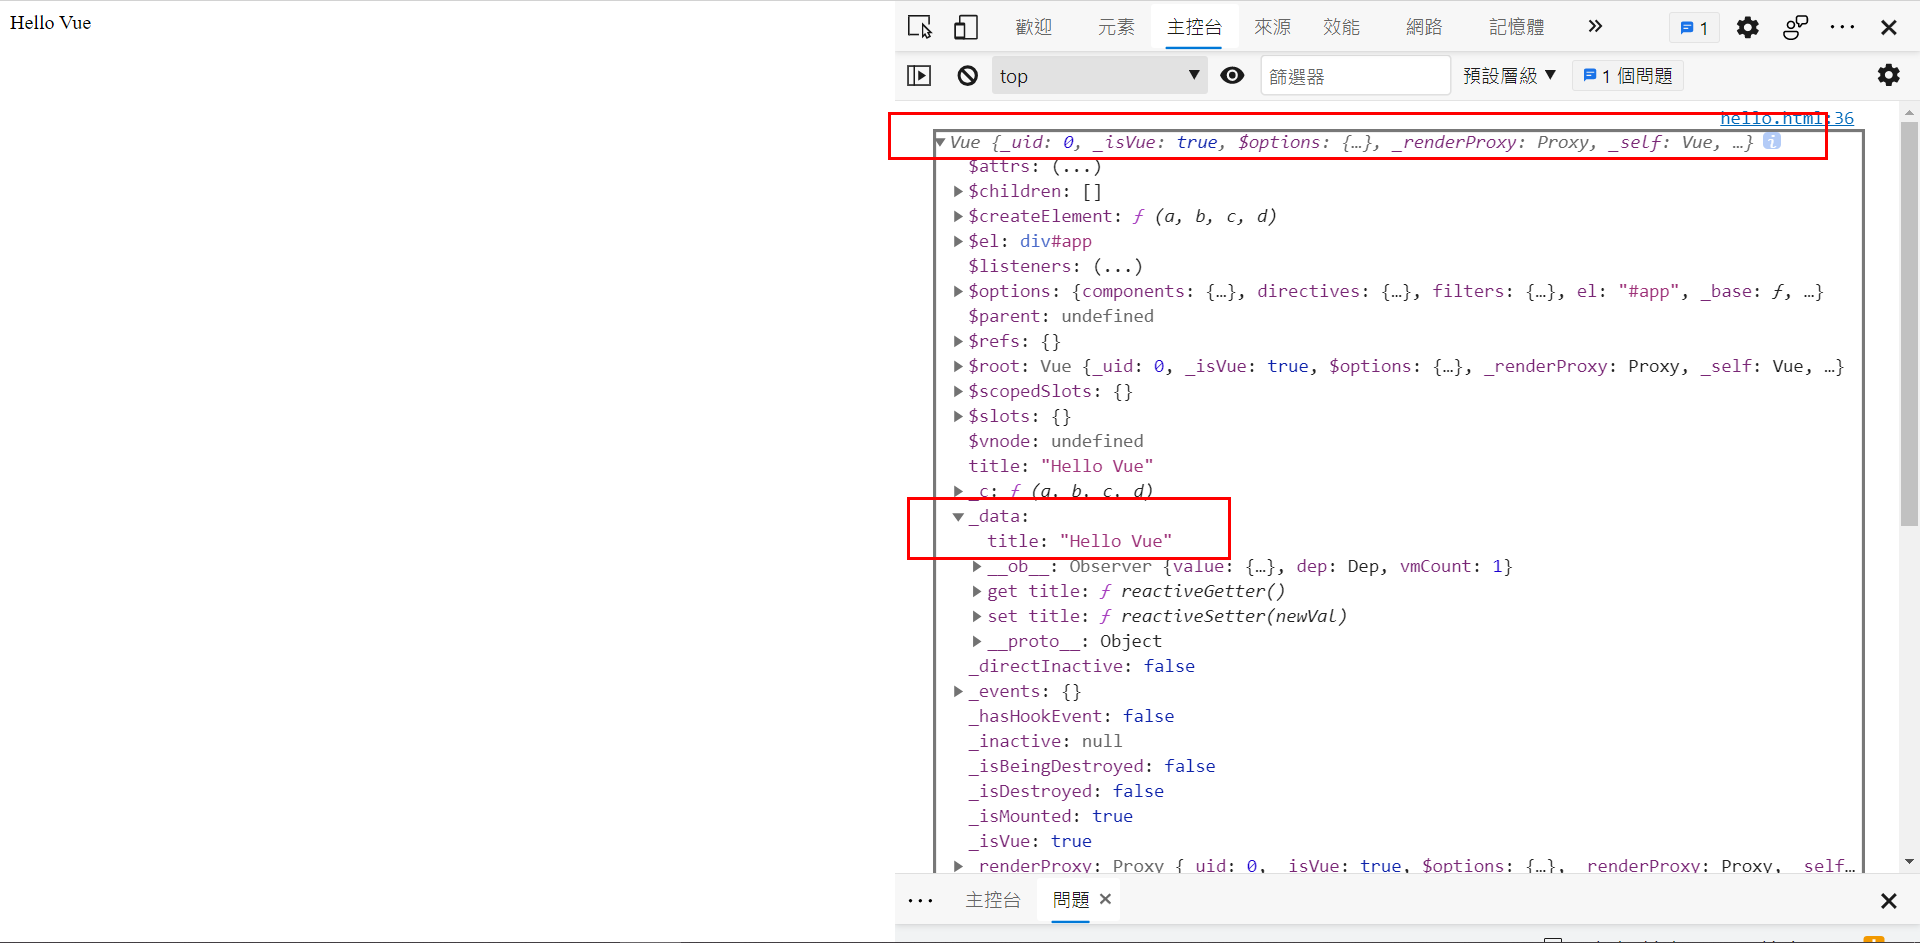 Hello Vue
歡迎 元素 主控台 來源 效能 網路 記憶體 » 1
top 篩選器 預設層級 1 個問題
hello.html:36
Vue {_uid: 0, _isVue: true, $options: {…}, _renderProxy: Proxy, _self: Vue, …}
$attrs: (...)
$children: []
$createElement: ƒ (a, b, c, d)
$el: div#app
$listeners: (...)
$options: {components: {…}, directives: {…}, filters: {…}, el: "#app", _base: ƒ, …}
$parent: undefined
$refs: {}
$root: Vue {_uid: 0, _isVue: true, $options: {…}, _renderProxy: Proxy, _self: Vue, …}
$scopedSlots: {}
$slots: {}
$vnode: undefined
title: "Hello Vue"
_c: ƒ (a, b, c, d)
_data:
title: "Hello Vue"
__ob__: Observer {value: {…}, dep: Dep, vmCount: 1}
get title: ƒ reactiveGetter()
set title: ƒ reactiveSetter(newVal)
__proto__: Object
_directInactive: false
_events: {}
_hasHookEvent: false
_inactive: null
_isBeingDestroyed: false
_isDestroyed: false
_isMounted: true
_isVue: true
_renderProxy: Proxy {_uid: 0, _isVue: true, $options: {…}, _renderProxy: Proxy, _self…
主控台 問題